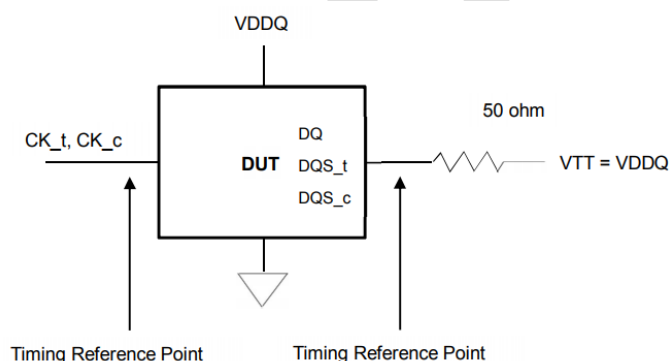 VDDQ
50 ohm
CK_t, CK_c
DQ
DUT
DQS_t
VTT = VDDQ
DQS_c
Timing Reference Point
Timing Reference Point